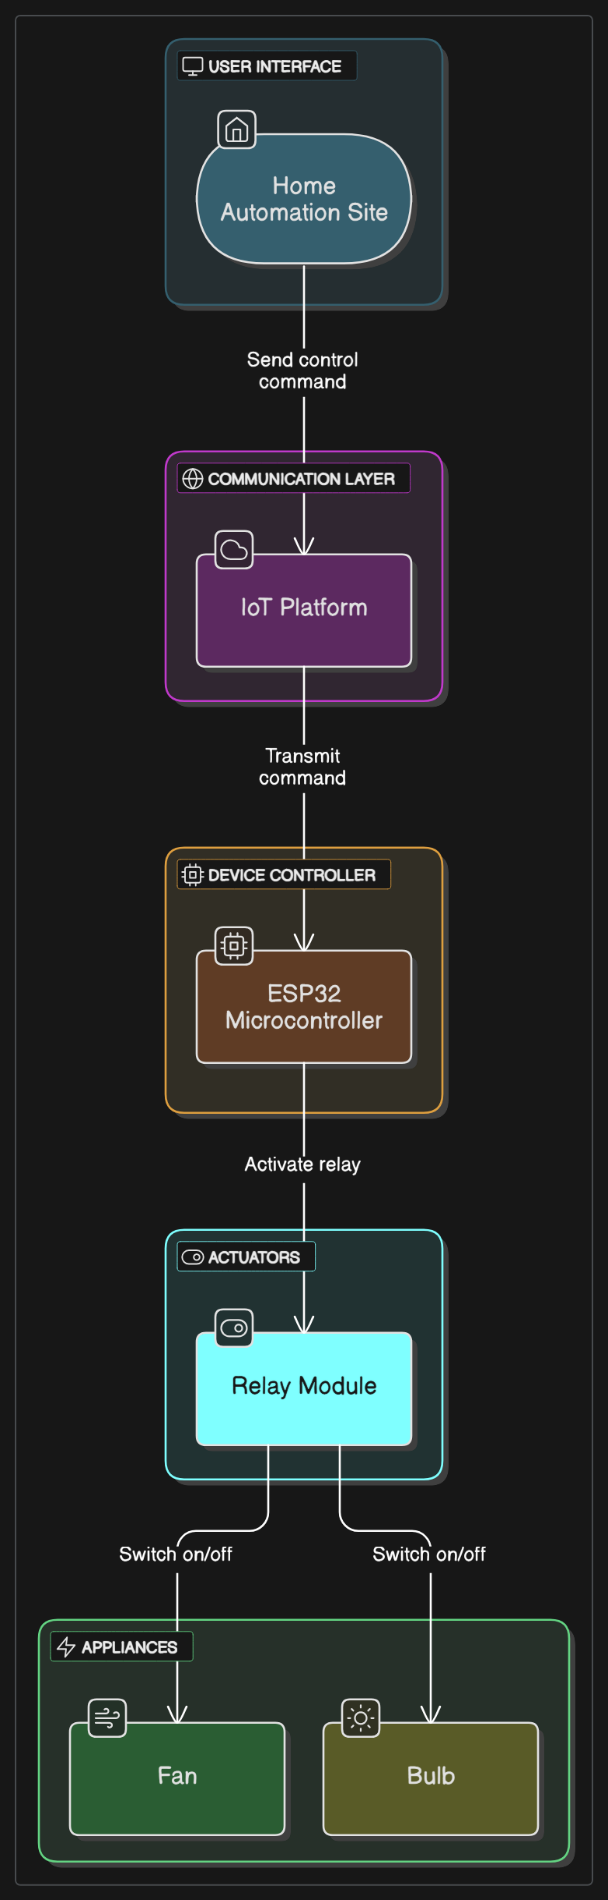 USER INTERFACE
Home
Automation Site
Send control
command
COMMUNICATION LAYER
IoT Platform
Transmit
command
DEVICE CONTROLLER
ESP32
Microcontroller
Activate relay
ACTUATORS
Relay Module
Switch on/off
Switch on/off
APPLIANCES
Fan
Bulb